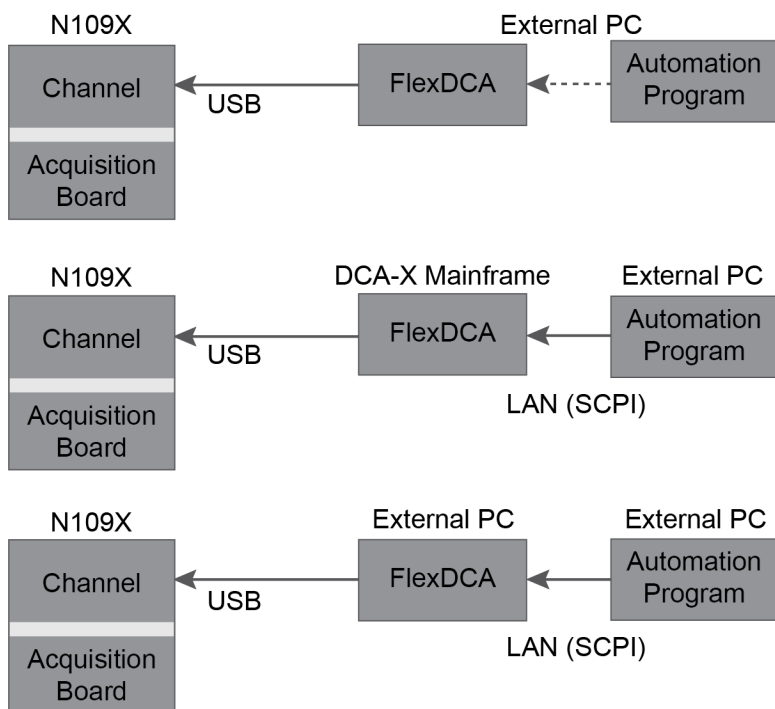 N109X
External PC
Channel
Acquisition
Board
USB
FlexDCA
Automation
Program
N109X
DCA-X Mainframe
External PC
Channel
Acquisition
Board
USB
FlexDCA
Automation
Program
LAN (SCPI)
N109X
External PC
External PC
Channel
Acquisition
Board
USB
FlexDCA
Automation
Program
LAN (SCPI)